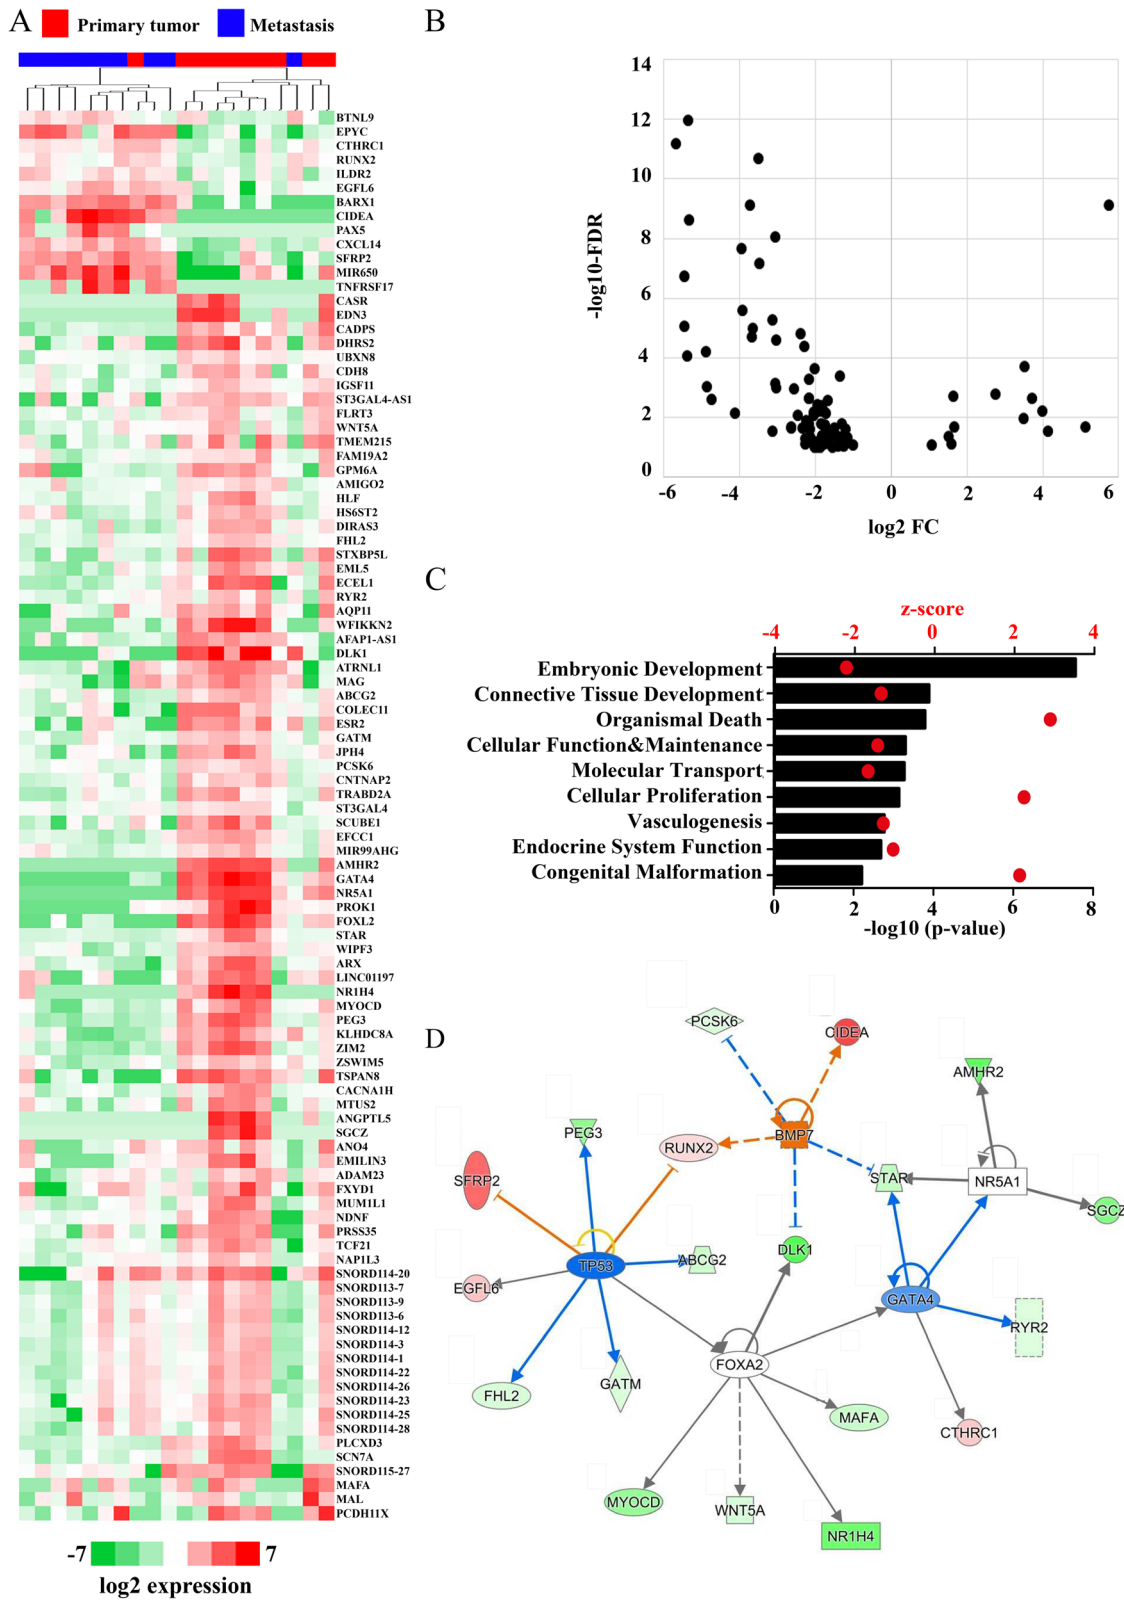 A
Primary tumor
Metastasis
BTNL9
EPYC
CTHRC1
RUNX2
ILDR2
EGFL6
BARX1
CIDEA
PAX5
CXCL14
SFRP2
MIR650
TNFRSF17
CASR
EDN3
CADPS
DHRS2
UBXN8
CDH8
IGSF11
ST3GAL4-AS1
FLRT3
WNT5A
TMEM215
FAM19A2
GPM6A
AMIGO2
HLF
HS6ST2
DIRAS3
FHL2
STXBP5L
EML5
ECEL1
RYR2
AQP11
WFIKKN2
AFAP1-AS1
DLK1
ATRNL1
MAG
ABCG2
COLEC11
ESR2
GATM
JPH4
PCSK6
CNTNAP2
TRABD2A
ST3GAL4
SCUBE1
EFCC1
MIR99AHG
AMHR2
GATA4
NR5A1
PROK1
FOXL2
STAR
WIPF3
ARX
LINC01197
NR1H4
MYOCD
PEG3
KLHDC8A
ZIM2
ZSWIM5
TSPAN8
CACNA1H
MTUS2
ANGPTL5
SGCZ
ANO4
EMILIN3
ADAM23
FXYD1
MUM1L1
NDNF
PRSS35
TCF21
NAP1L3
SNORD114-20
SNORD113-7
SNORD113-9
SNORD113-6
SNORD114-12
SNORD114-3
SNORD114-1
SNORD114-22
SNORD114-26
SNORD114-23
SNORD114-25
SNORD114-28
PLCXD3
SCN7A
SNORD115-27
MAFA
MAL
PCDH11X
-7 7
log2 expression
B
14
12
10
8
6
4
2
0
-log10-FDR
-6 -4 -2 0 2 4 6
log2 FC
C
z-score
-4 -2 0 2 4
Embryonic Development
Connective Tissue Development
Organismal Death
Cellular Function&Maintenance
Molecular Transport
Cellular Proliferation
Vasculogenesis
Endocrine System Function
Congenital Malformation
0 2 4 6 8
-log10 (p-value)
D
PCSK6
CIDEA
AMHR2
PEG3
BMP7
RUNX2
SFRP2
STAR
NR5A1
SGCZ
DLK1
ABCG2
TP53
EGFL6
GATA4
RYR2
FOXA2
GATM
FHL2
MAFA
CTHRC1
MYOCD
WNT5A
NR1H4